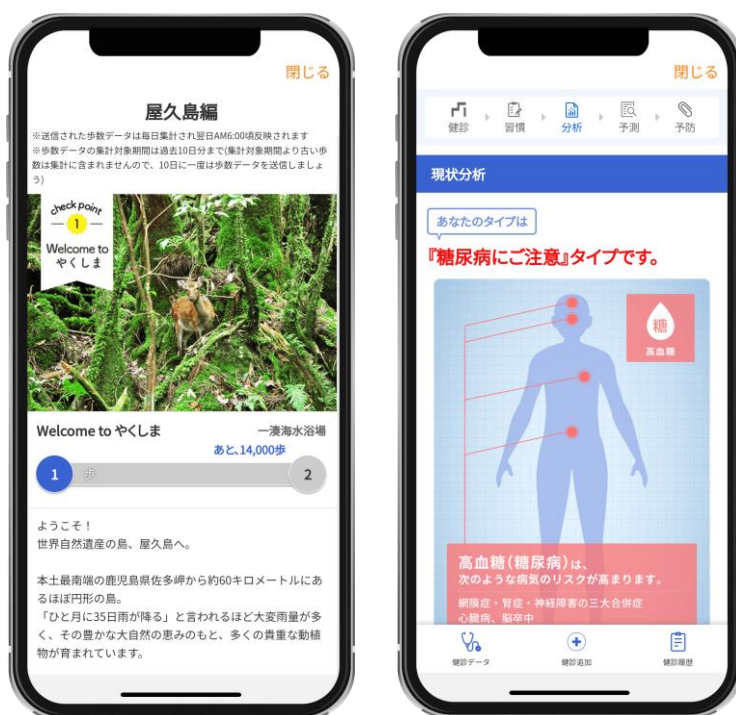 閉じる
屋久島編
※送信された歩数データは毎日集計され翌日AM6:00頃反映されます
※歩数データの集計対象期間は過去10日分まで(集計対象期間より古い歩
数は集計に含まれませんので、10日に一度は歩数データを送信しましょ
う)
check point
1
Welcome to
やくしま
Welcome to やくしま
一湊海水浴場
あと、14,000歩
1
歩
2
ようこそ！
世界自然遺産の島、屋久島へ。
本土最南端の鹿児島県佐多岬から約60キロメートルにあ
るほぼ円形の島。
「ひと月に35日雨が降る」と言われるほど大変雨量が多
く、その豊かな大自然の恵みのもと、多くの貴重な動植
物が育まれています。
閉じる
健診
習慣
分析
予測
予防
現状分析
あなたのタイプは
『糖尿病にご注意』タイプです。
糖
高血糖
高血糖(糖尿病)は、
次のような病気のリスクが高まります。
網膜症・腎症・神経障害の三大合併症
心臓病、脳卒中
健診データ
健診追加
健診履歴